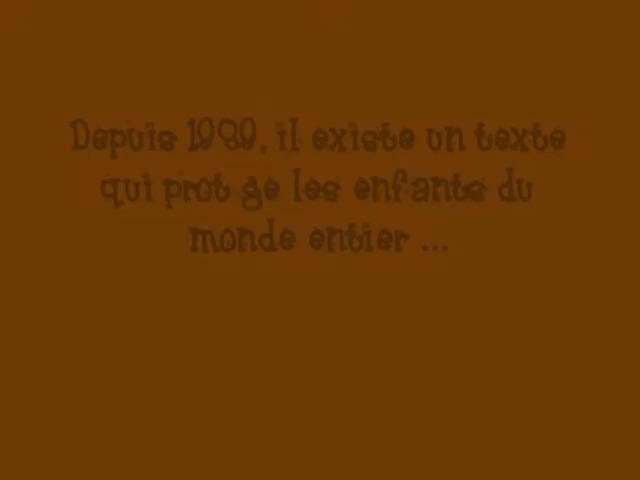 Depuis 1989, il existe un texte
qui prot ge les enfants du
monde entier ...